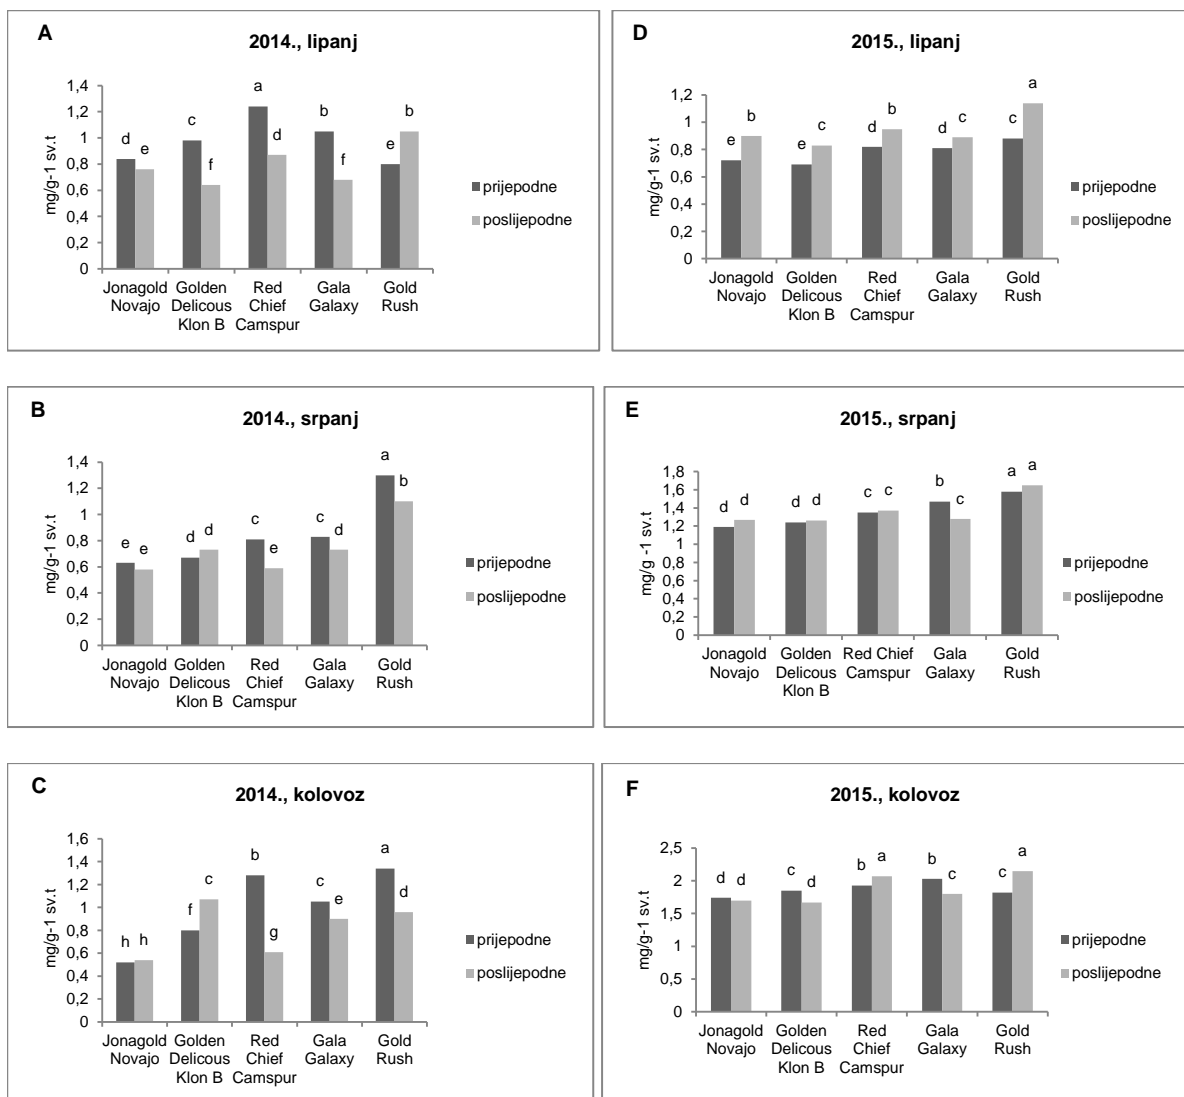 A
2014., lipanj
mg/g-1 sv.t
1,4
1,2
1
0,8
0,6
0,4
0,2
0
d e c f a d b f e b
Jonagold Novajo
Golden Delicous Klon B
Red Chief Camspur
Gala Galaxy
Gold Rush
prijepodne
poslijepodne
D
2015., lipanj
mg/g-1 sv.t
1,2
1
0,8
0,6
0,4
0,2
0
e b e c d b d c c a
Jonagold Novajo
Golden Delicous Klon B
Red Chief Camspur
Gala Galaxy
Gold Rush
prijepodne
poslijepodne
B
2014., srpanj
mg/g-1 sv.t
1,4
1,2
1
0,8
0,6
0,4
0,2
0
e e d d c e c d a b
Jonagold Novajo
Golden Delicous Klon B
Red Chief Camspur
Gala Galaxy
Gold Rush
prijepodne
poslijepodne
E
2015., srpanj
mg/g -1 sv.t
1,8
1,6
1,4
1,2
1
0,8
0,6
0,4
0,2
0
d d d d c c b c a a
Jonagold Novajo
Golden Delicous Klon B
Red Chief Camspur
Gala Galaxy
Gold Rush
prijepodne
poslijepodne
C
2014., kolovoz
mg/g-1 sv.t
1,6
1,4
1,2
1
0,8
0,6
0,4
0,2
0
h h f c b g c e a d
Jonagold Novajo
Golden Delicous Klon B
Red Chief Camspur
Gala Galaxy
Gold Rush
prijepodne
poslijepodne
F
2015., kolovoz
mg/g-1 sv.t
2,5
2
1,5
1
0,5
0
d d c d b a b c c a
Jonagold Novajo
Golden Delicous Klon B
Red Chief Camspur
Gala Galaxy
Gold Rush
prijepodne
poslijepodne